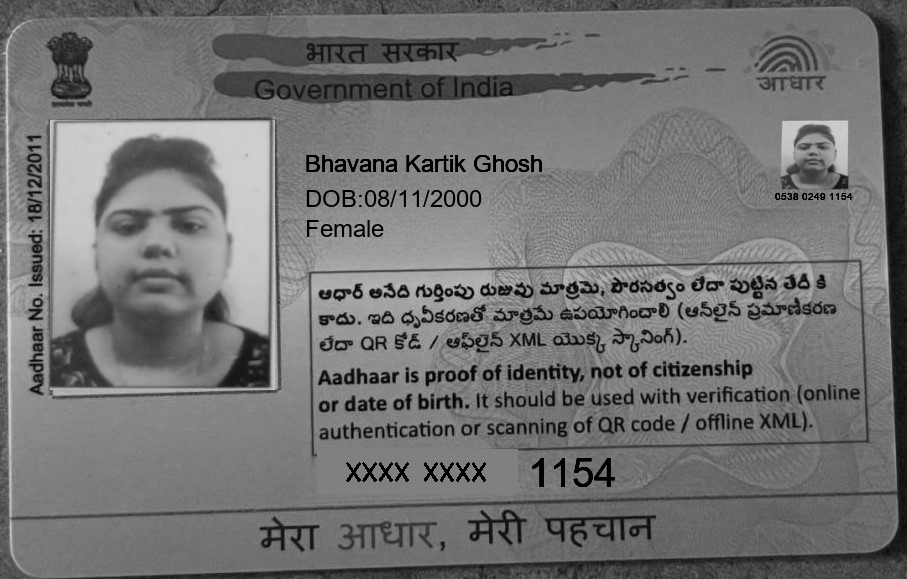 भारत सरकार
Government of India
आधार
Aadhaar No. Issued: 18/12/2011
Bhavana Kartik Ghosh
DOB:08/11/2000
Female
0538 0249 1154
ఆధార్ అనేది గుర్తింపు రుజువు మాత్రమె, పౌరసత్వం లేదా పుట్టిన తేదీ కి
కాదు. ఇది ధృవీకరణతో మాత్రమే ఉపయోగించాలి (ఆన్‌లైన్ ప్రమాణీకరణ
లేదా QR కోడ్ / ఆఫ్‌లైన్ XML యొక్క స్కానింగ్).
Aadhaar is proof of identity, not of citizenship
or date of birth. It should be used with verification (online
authentication or scanning of QR code / offline XML).
XXXX XXXX 1154
मेरा आधार, मेरी पहचान